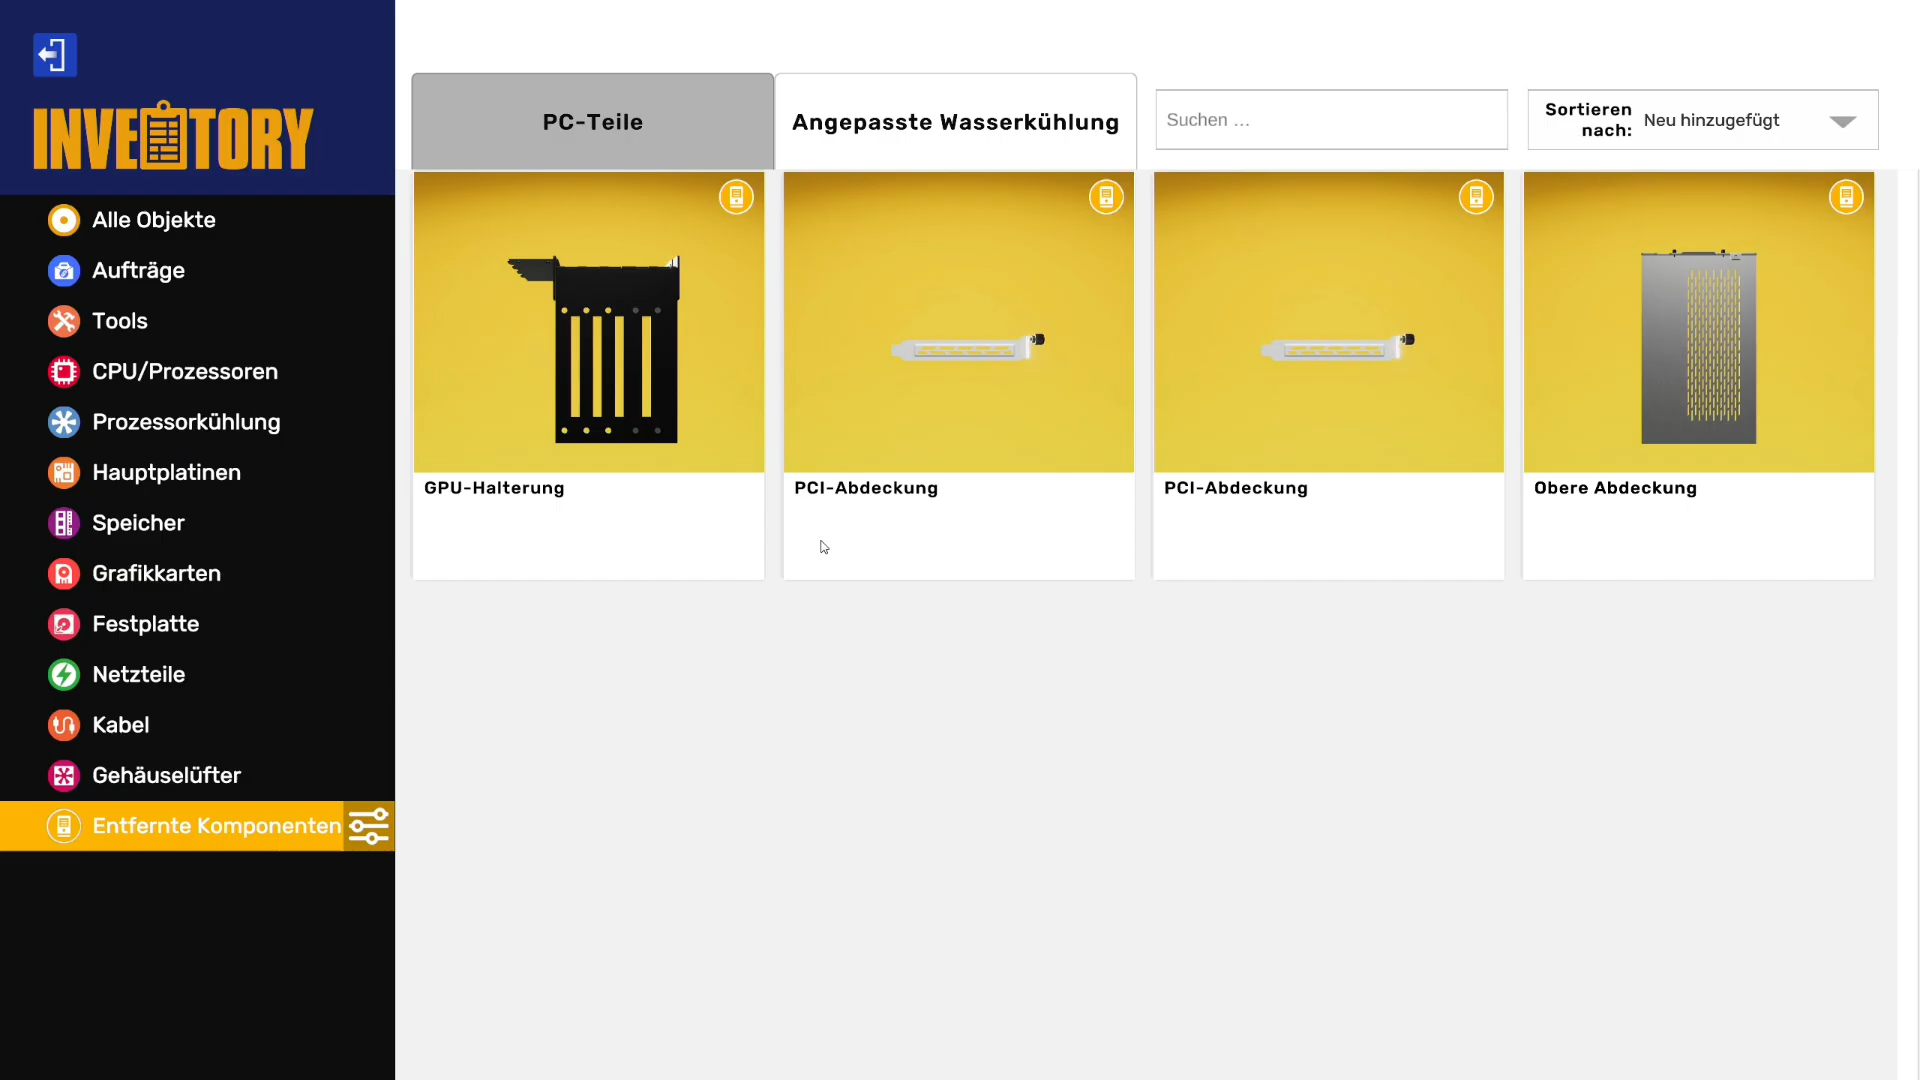 INVENTORY
Alle Objekte
Aufträge
Tools
CPU/Prozessoren
Prozessorkühlung
Hauptplatinen
Speicher
Grafikkarten
Festplatte
Netzteile
Kabel
Gehäuselüfter
Entfernte Komponenten
PC-Teile
Angepasste Wasserkühlung
Suchen ...
Sortieren
nach:
Neu hinzugefügt
GPU-Halterung
PCI-Abdeckung
PCI-Abdeckung
Obere Abdeckung